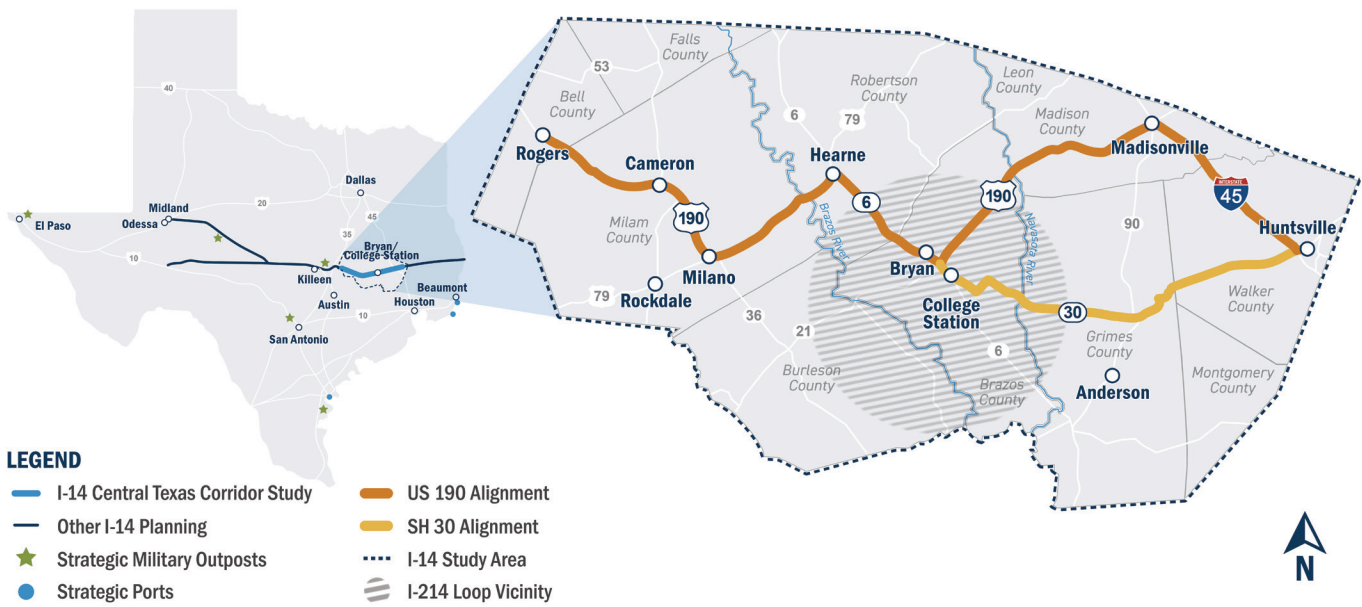 40
Dallas
20
45
35
Midland
Odessa
El Paso
10
Bryan/
College Station
Killeen
Austin
Beaumont
Houston
10
San Antonio
Falls
County
53
Bell
County
Rogers
Cameron
190
Milam
County
Milano
79
Rockdale
36
21
Burleson
County
6
79
Robertson
County
Hearne
6
Brazos River
Bryan
College
Station
6
Brazos
County
Leon
County
Madison
County
190
Navasota River
Madisonville
INTERSTATE
45
90
Huntsville
Walker
County
30
Grimes
County
Anderson
Montgomery
County
LEGEND
I-14 Central Texas Corridor Study
Other I-14 Planning
Strategic Military Outposts
Strategic Ports
US 190 Alignment
SH 30 Alignment
I-14 Study Area
I-214 Loop Vicinity
N